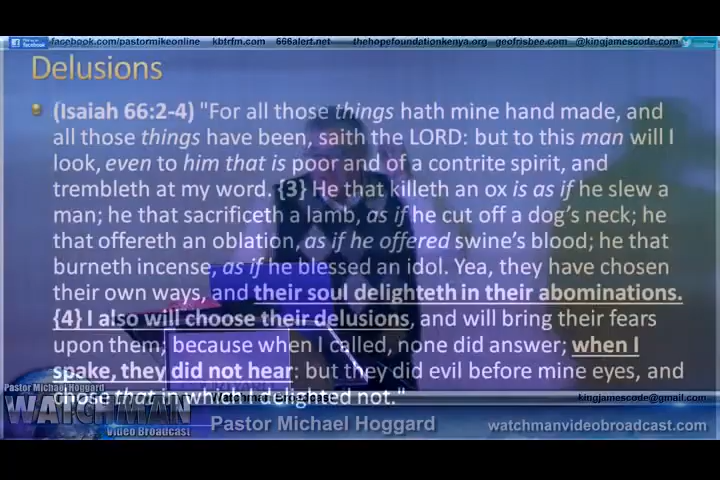 facebook.com/pastormikeonline kbtrfm.com 666alert.net thehopefoundationkenya.org geofrisbee.com @kingjamescode.com
Delusions
(Isaiah 66:2-4) "For all those things hath mine hand made, and
all those things have been, saith the LORD: but to this man will I
look, even to him that is poor and of a contrite spirit, and
trembleth at my word. {3} He that killeth an ox is as if he slew a
man; he that sacrificeth a lamb, as if he cut off a dog's neck; he
that offereth an oblation, as if he offered swine's blood; he that
burneth incense, as if he blessed an idol. Yea, they have chosen
their own ways, and their soul delighteth in their abominations.
{4} I also will choose their delusions, and will bring their fears
upon them; because when I called, none did answer; when I
spake, they did not hear: but they did evil before mine eyes, and
chose that in which I delighted not."
Pastor Michael Hoggard
WATCHMAN
Video Broadcast
Watchman Broadcast
kingjamescode@gmail.com
Pastor Michael Hoggard
watchmanvideobroadcast.com